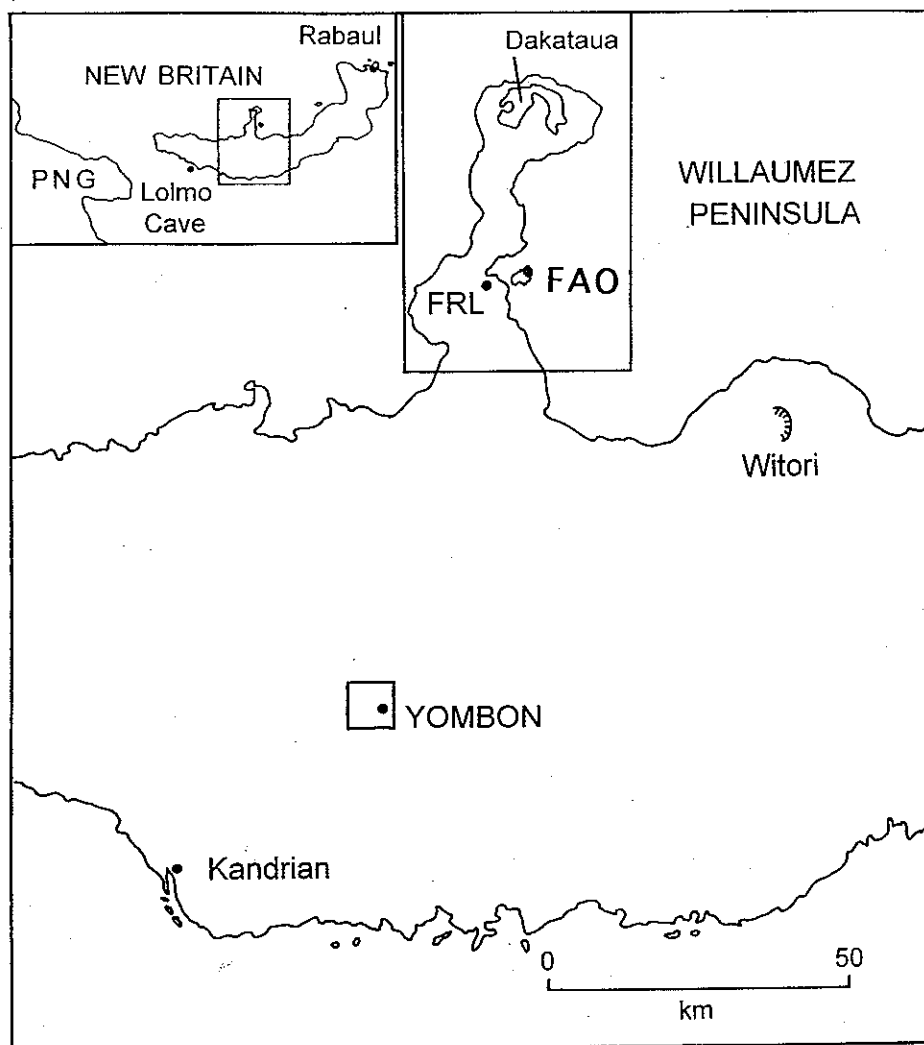 Rabaul
NEW BRITAIN
PNG
Lolmo
Cave
Dakataua
WILLAUMEZ
PENINSULA
FRL
FAO
Witori
YOMBON
Kandrian
0 50
km